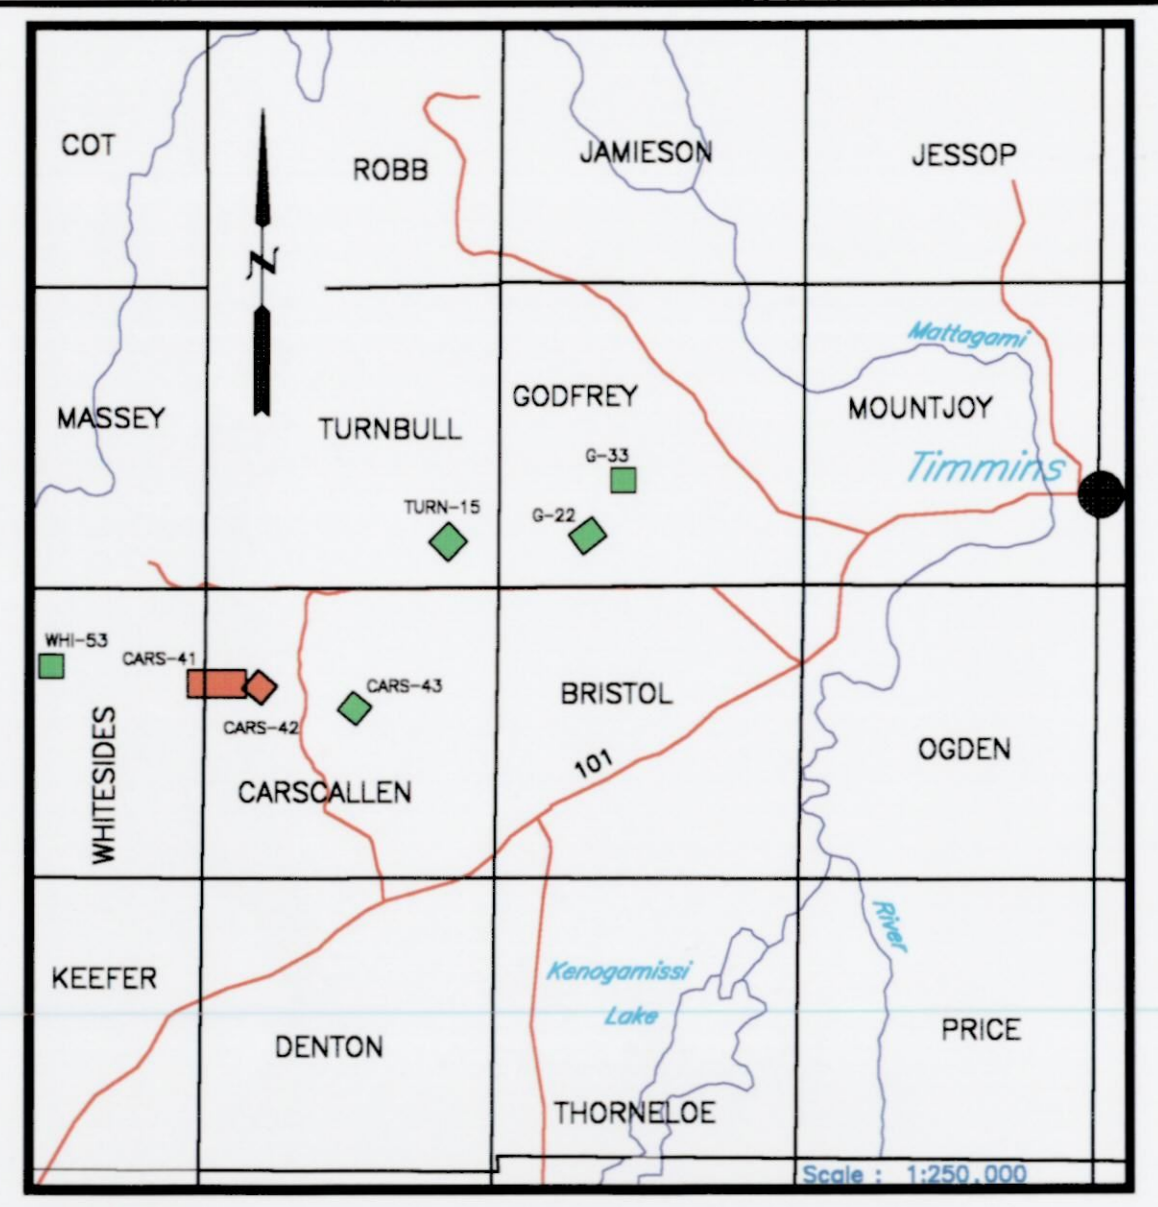 COT
ROBB
JAMIESON
JESSOP
N
Mattagami
MASSEY
TURNBULL
GODFREY
MOUNTJOY
G-33
Timmins
TURN-15
G-22
WHI-53
CARS-41
CARS-43
CARS-42
BRISTOL
WHITESIDES
OGDEN
101
CARSCALLEN
River
KEEFER
Kenogamissi
Lake
DENTON
PRICE
THORNELOE
Scale : 1:250,000